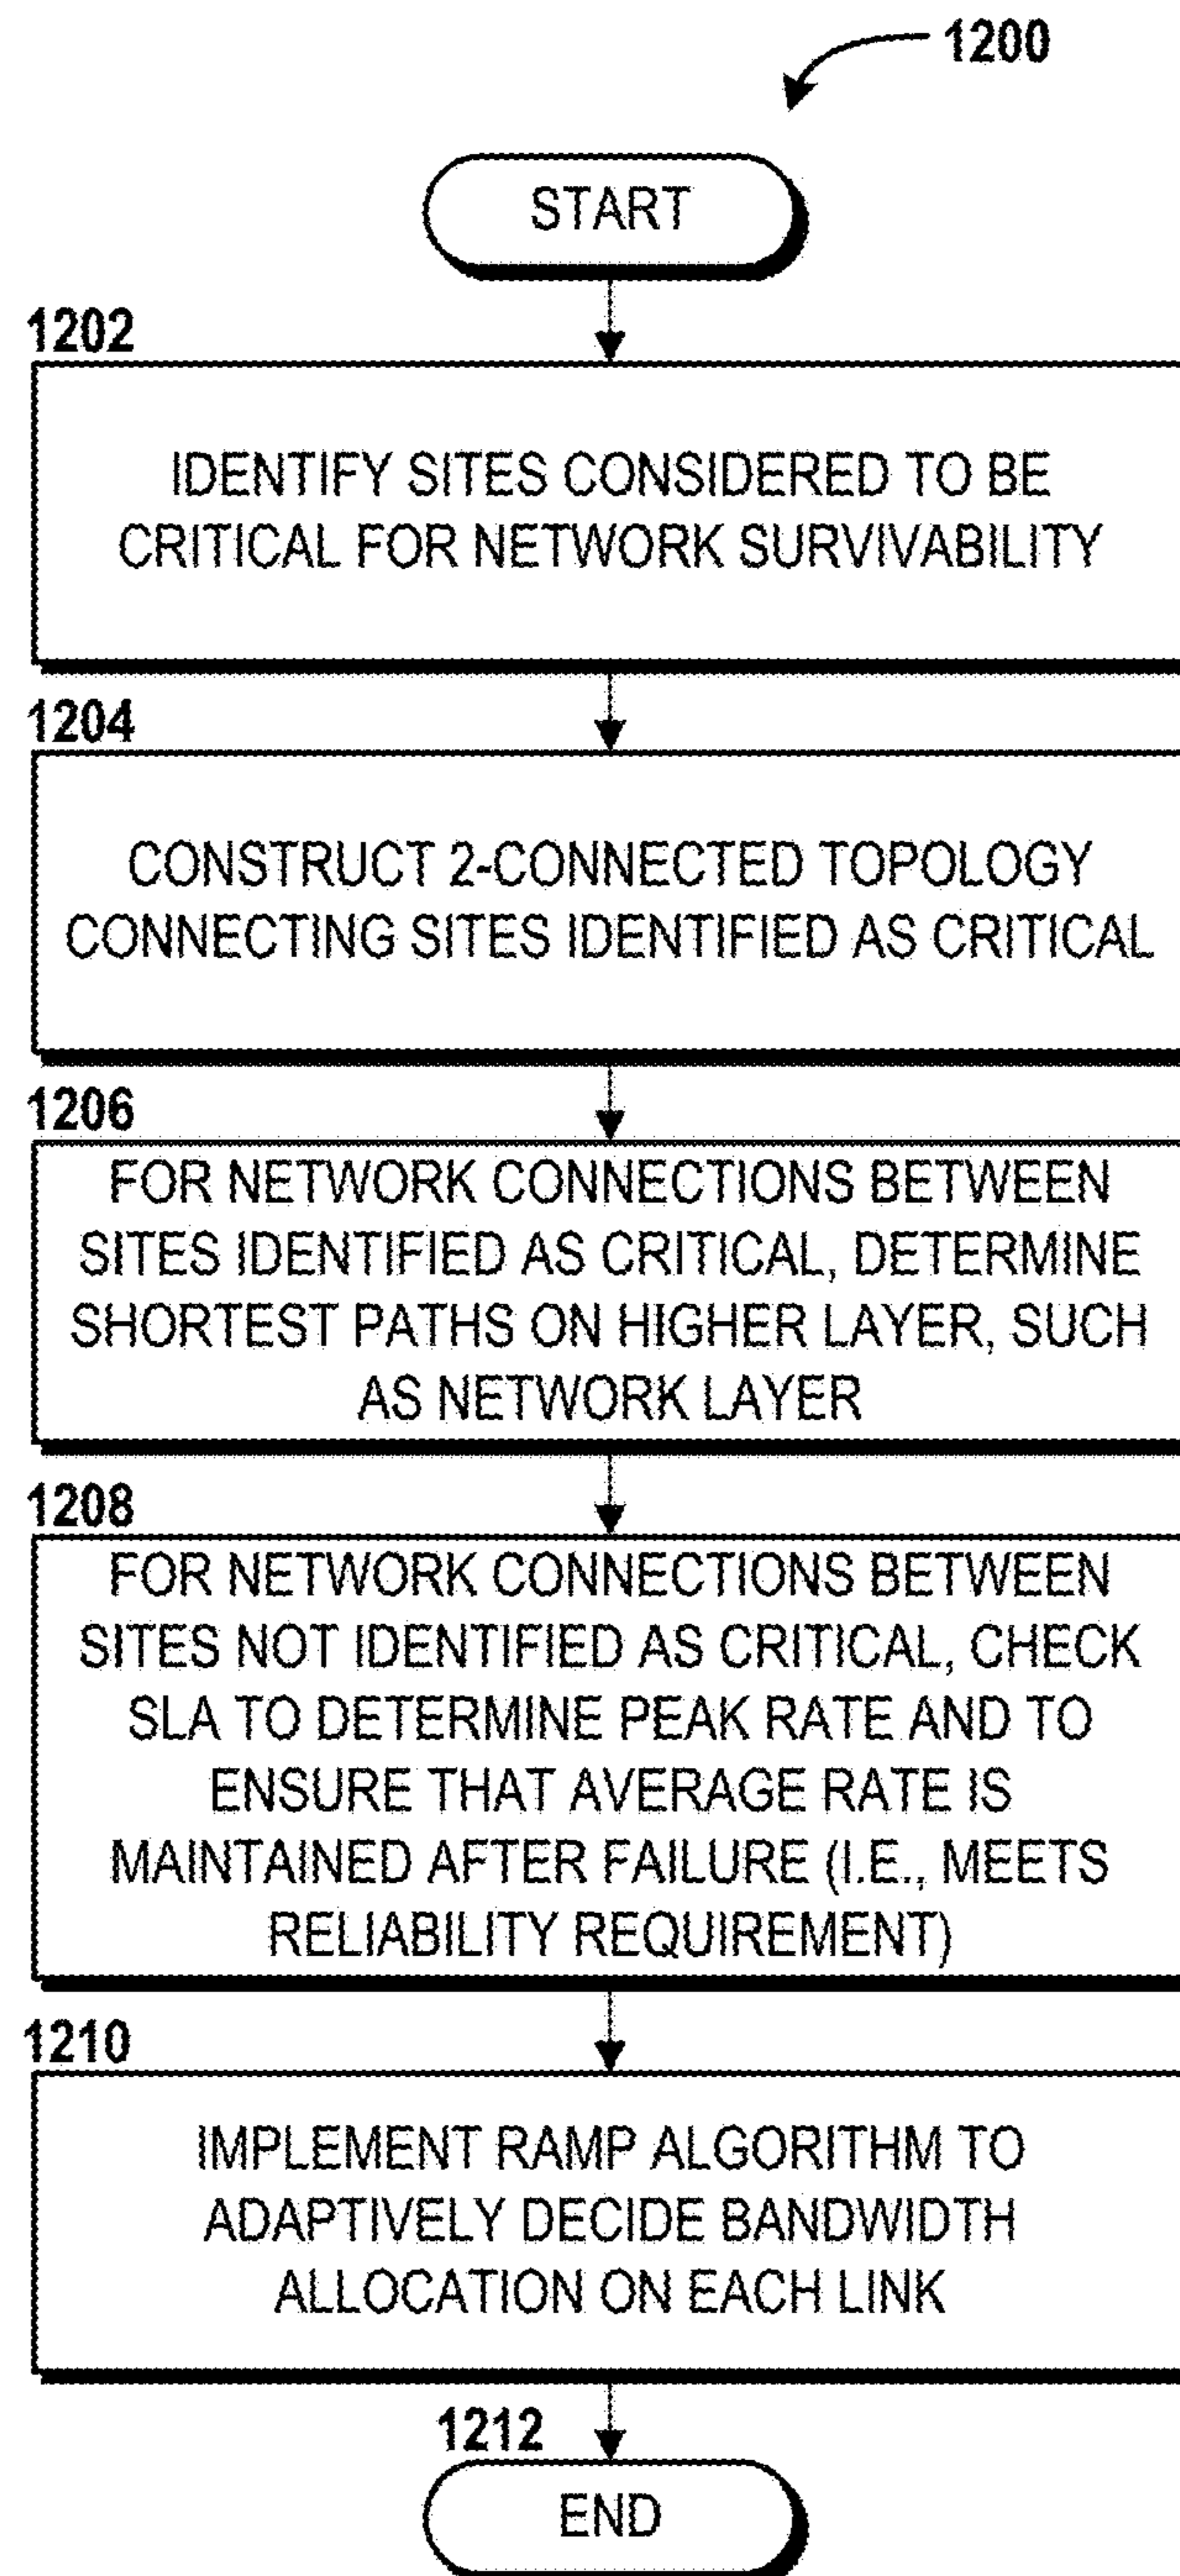 1200
START
1202
IDENTIFY SITES CONSIDERED TO BE
CRITICAL FOR NETWORK SURVIVABILITY
1204
CONSTRUCT 2-CONNECTED TOPOLOGY
CONNECTING SITES IDENTIFIED AS CRITICAL
1206
FOR NETWORK CONNECTIONS BETWEEN
SITES IDENTIFIED AS CRITICAL, DETERMINE
SHORTEST PATHS ON HIGHER LAYER, SUCH
AS NETWORK LAYER
1208
FOR NETWORK CONNECTIONS BETWEEN
SITES NOT IDENTIFIED AS CRITICAL, CHECK
SLA TO DETERMINE PEAK RATE AND TO
ENSURE THAT AVERAGE RATE IS
MAINTAINED AFTER FAILURE (I.E., MEETS
RELIABILITY REQUIREMENT)
1210
IMPLEMENT RAMP ALGORITHM TO
ADAPTIVELY DECIDE BANDWIDTH
ALLOCATION ON EACH LINK
1212
END